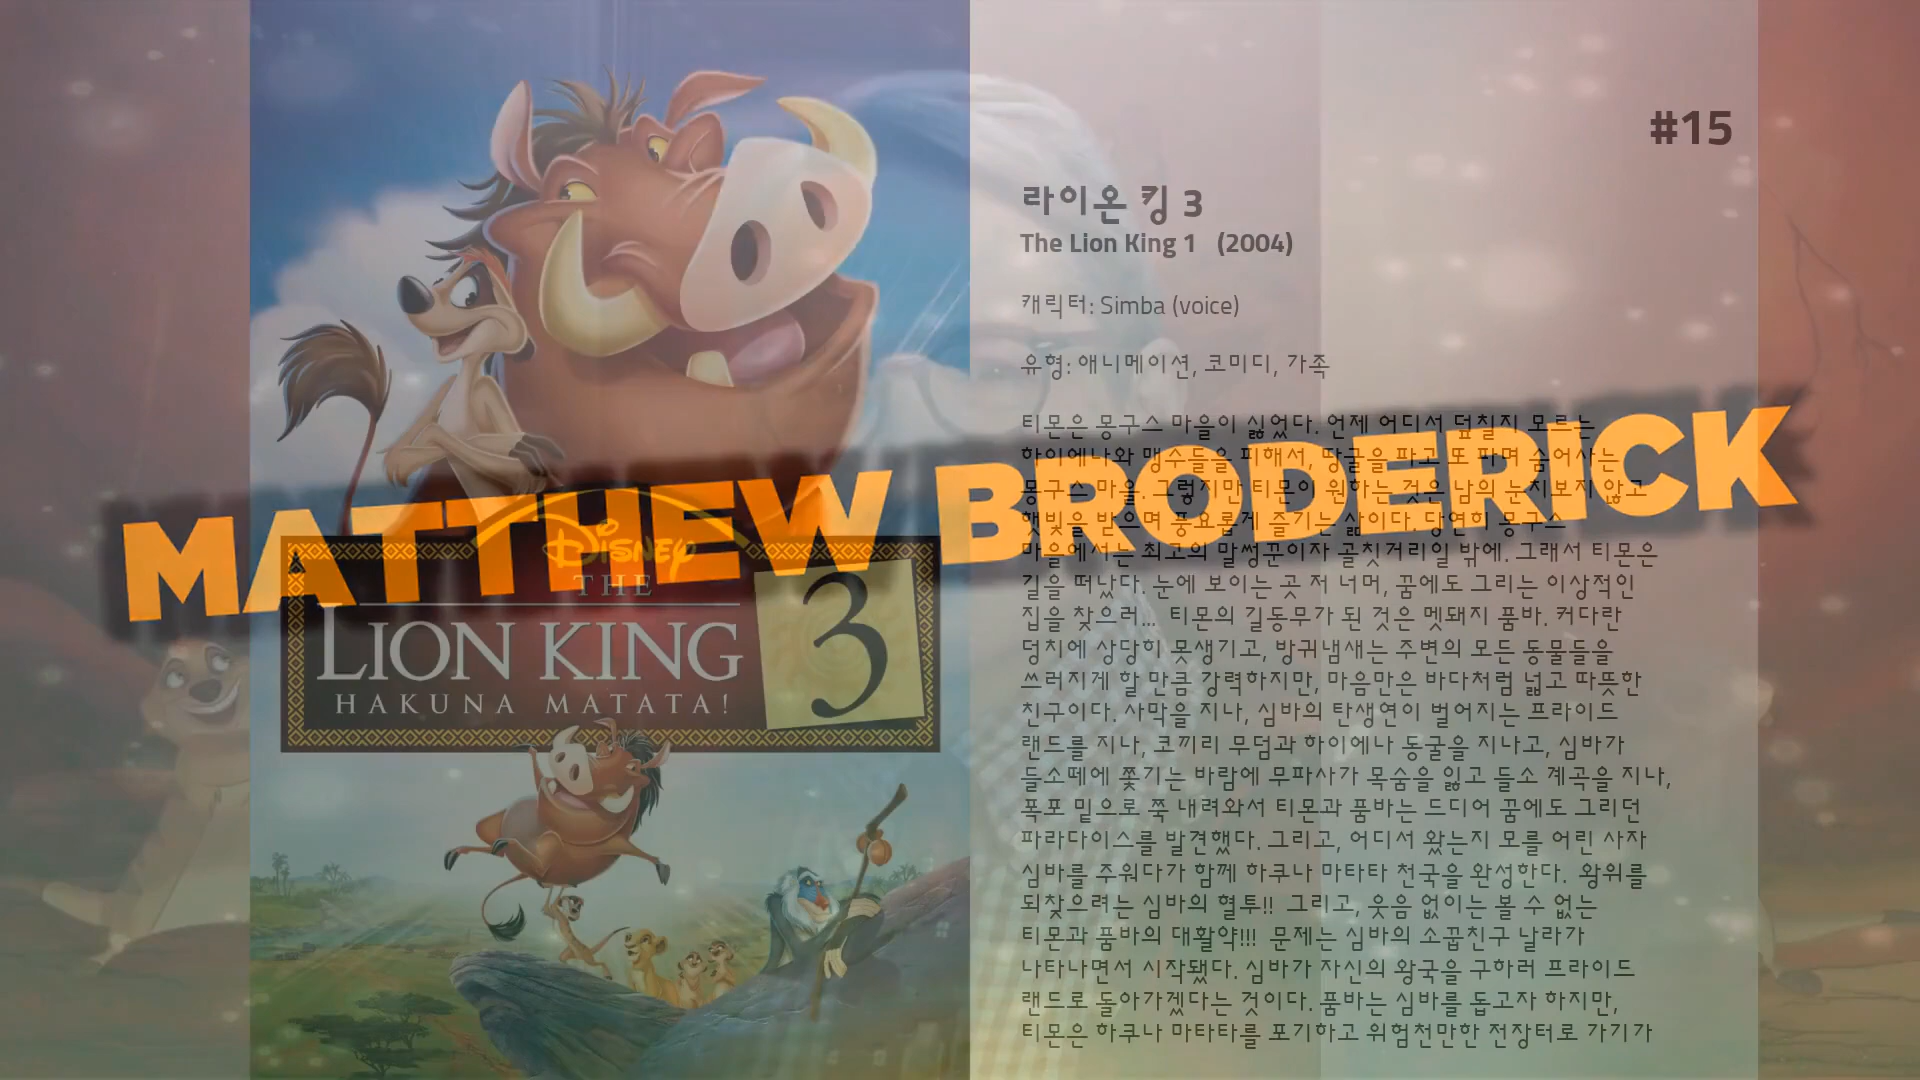 #15
라이온 킹 3
The Lion King 1 (2004)
캐릭터: Simba (voice)
유형: 애니메이션, 코미디, 가족
티몬은 몽구스 마을이 싫었다. 언제 어디서 덮칠지 모르는
하이에나와 맹수들을 피해서, 땅굴을 파고 또 파며 숨어사는
몽구스 마을. 그렇지만 티몬이 원하는 것은 남의 눈치보지 않고
햇빛을 받으며 풍요롭게 즐기는 삶이다. 당연히 몽구스
마을에서는 최고의 말썽꾼이자 골칫거리일 밖에. 그래서 티몬은
길을 떠났다. 눈에 보이는 곳 저 너머, 꿈에도 그리는 이상적인
집을 찾으러... 티몬의 길동무가 된 것은 멧돼지 품바. 커다란
덩치에 상당히 못생기고, 방귀냄새는 주변의 모든 동물들을
쓰러지게 할 만큼 강력하지만, 마음만은 바다처럼 넓고 따뜻한
친구이다. 사막을 지나, 심바의 탄생연이 벌어지는 프라이드
랜드를 지나, 코끼리 무덤과 하이에나 동굴을 지나고, 심바가
들소떼에 쫓기는 바람에 무파사가 목숨을 잃고 들소 계곡을 지나,
폭포 밑으로 쭉 내려와서 티몬과 품바는 드디어 꿈에도 그리던
파라다이스를 발견했다. 그리고, 어디서 왔는지 모를 어린 사자
심바를 주워다가 함께 하쿠나 마타타 천국을 완성한다. 왕위를
되찾으려는 심바의 혈투!! 그리고, 웃음 없이는 볼 수 없는
티몬과 품바의 대활약!!! 문제는 심바의 소꿉친구 날라가
나타나면서 시작됐다. 심바가 자신의 왕국을 구하러 프라이드
랜드로 돌아가겠다는 것이다. 품바는 심바를 돕고자 하지만,
티몬은 하쿠나 마타타를 포기하고 위험천만한 전장터로 가기가
MATTHEW BRODERICK
DISNEY
THE
LION KING 3
HAKUNA MATATA!